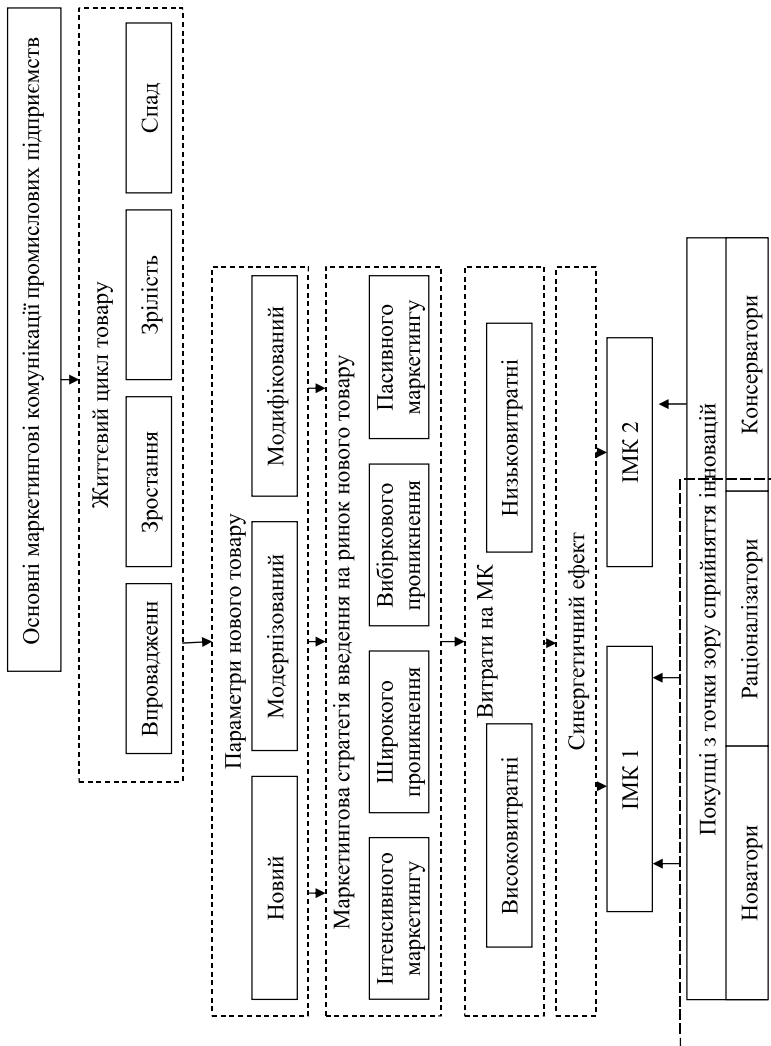 Основні маркетингові комунікації промислових підприємств
Життєвий цикл товару
Впровадженн
Зростання
Зрілість
Спад
Параметри нового товару
Новий
Модернізований
Модифікований
Маркетингова стратегія введення на ринок нового товару
Інтенсивного
маркетингу
Широкого
проникнення
Вибіркового
проникнення
Пасивного
маркетингу
Витрати на МК
Високовитратні
Низьковитратні
Синергетичний ефект
ІМК 1
ІМК 2
Покупці з точки зору сприйняття інновацій
Новатори
Раціоналізатори
Консерватори